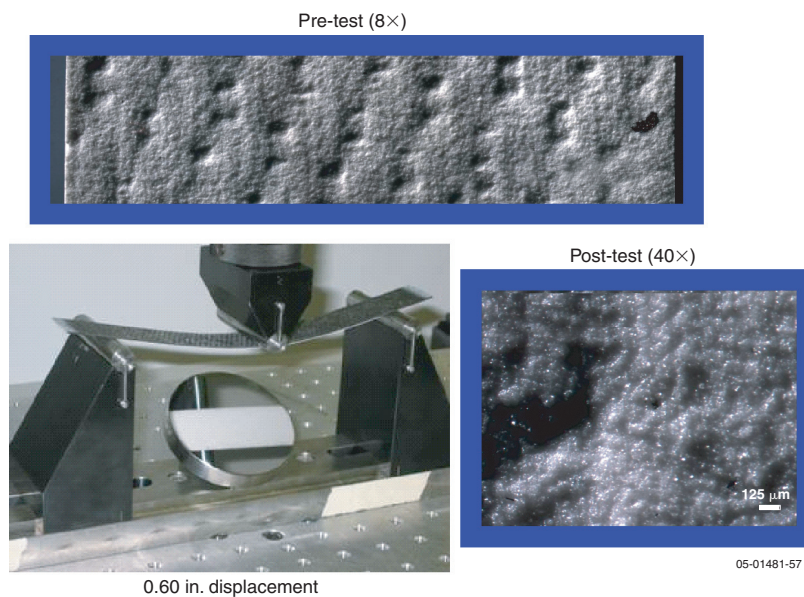 Pre-test (8×)
Post-test (40×)
125 μm
05-01481-57
0.60 in. displacement